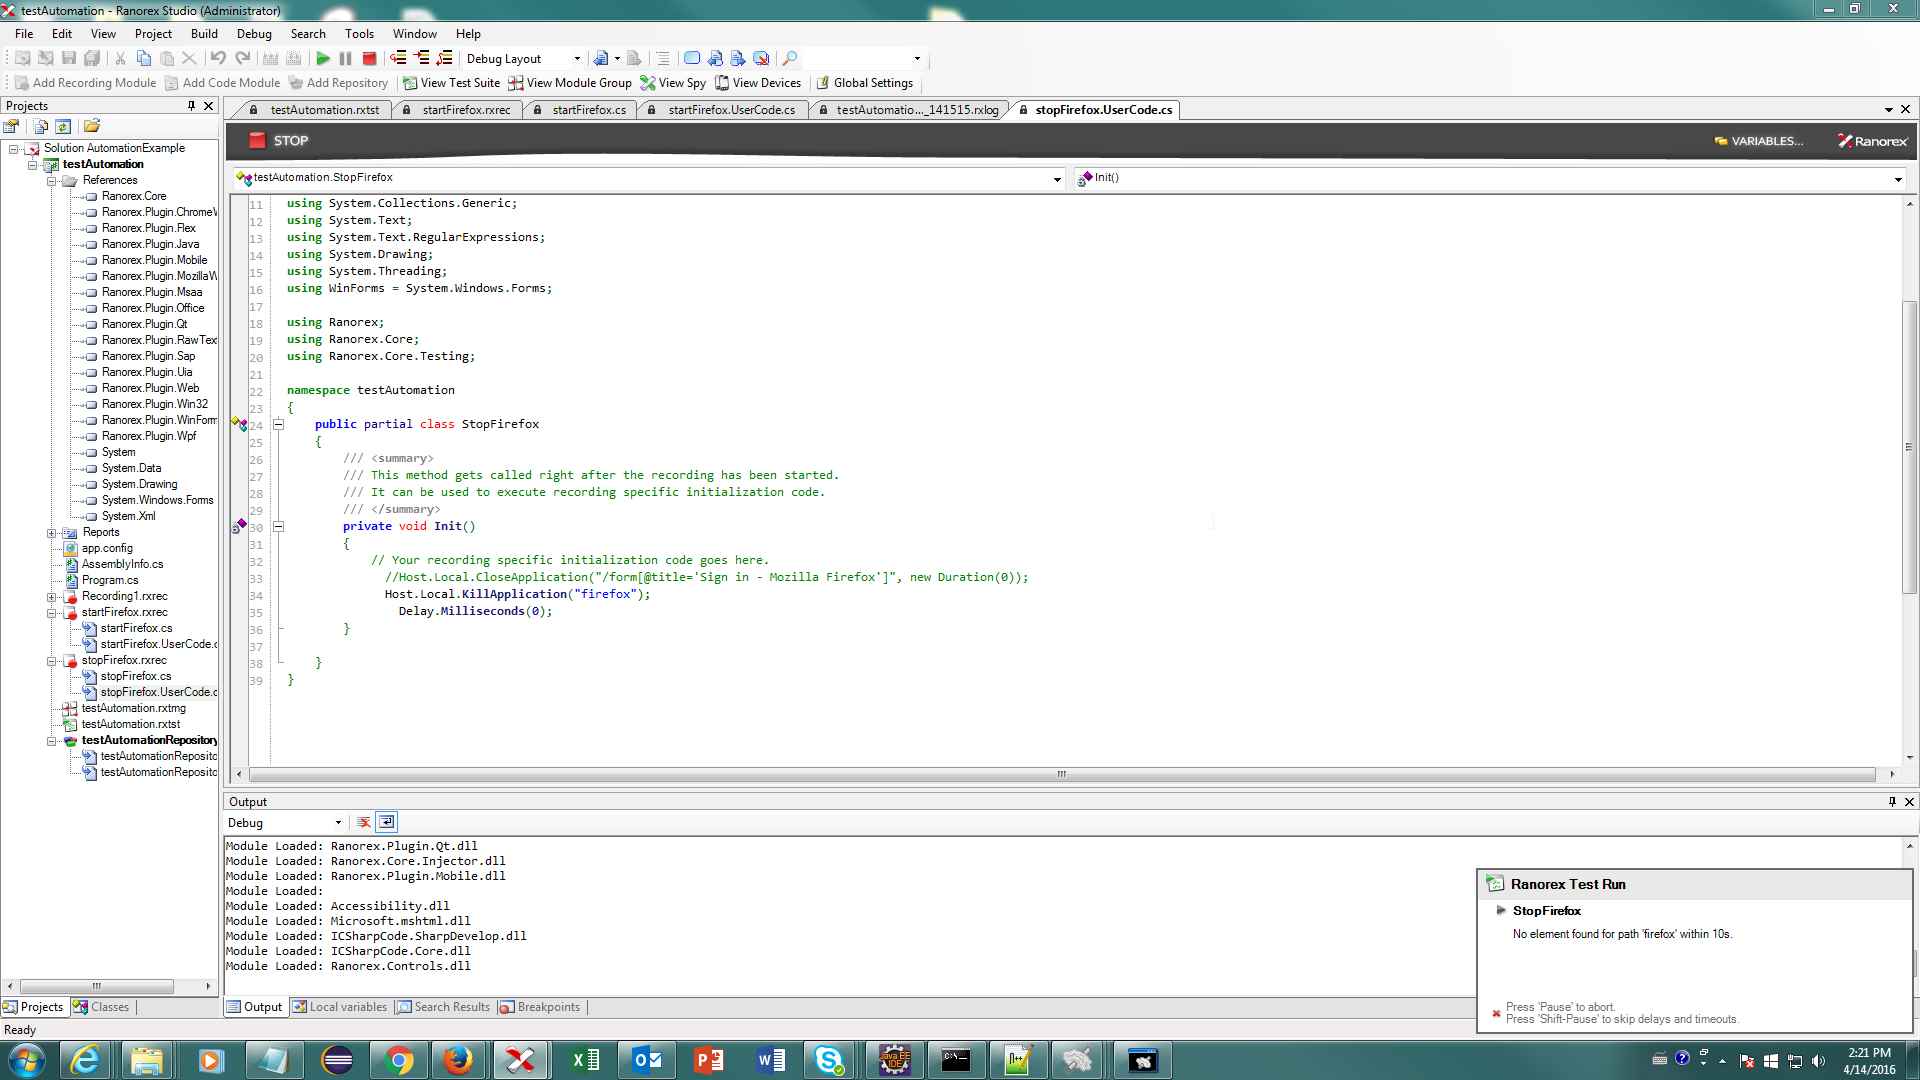 testAutomation - Ranorex Studio (Administrator)
File Edit View Project Build Debug Search Tools Window Help
Debug Layout
Add Recording Module Add Code Module Add Repository View Test Suite View Module Group View Spy View Devices Global Settings
Projects
testAutomation.rxtst startFirefox.rxrec startFirefox.cs startFirefox.UserCode.cs testAutomatio..._141515.rxlog stopFirefox.UserCode.cs
STOP VARIABLES... Ranorex
testAutomation.StopFirefox Init()
Solution AutomationExample
testAutomation
References
Ranorex.Core
Ranorex.Plugin.ChromeW
Ranorex.Plugin.Flex
Ranorex.Plugin.Java
Ranorex.Plugin.Mobile
Ranorex.Plugin.MozillaW
Ranorex.Plugin.Msaa
Ranorex.Plugin.Office
Ranorex.Plugin.Qt
Ranorex.Plugin.RawTex
Ranorex.Plugin.Sap
Ranorex.Plugin.Uia
Ranorex.Plugin.Web
Ranorex.Plugin.Win32
Ranorex.Plugin.WinForm
Ranorex.Plugin.Wpf
System
System.Data
System.Drawing
System.Windows.Forms
System.Xml
Reports
app.config
AssemblyInfo.cs
Program.cs
Recording1.rxrec
startFirefox.rxrec
startFirefox.cs
startFirefox.UserCode.c
stopFirefox.rxrec
stopFirefox.cs
stopFirefox.UserCode.c
testAutomation.rxtmg
testAutomation.rxtst
testAutomationRepository
testAutomationReposito
testAutomationReposito
Projects Classes
11 using System.Collections.Generic;
12 using System.Text;
13 using System.Text.RegularExpressions;
14 using System.Drawing;
15 using System.Threading;
16 using WinForms = System.Windows.Forms;
17
18 using Ranorex;
19 using Ranorex.Core;
20 using Ranorex.Core.Testing;
21
22 namespace testAutomation
23 {
24 public partial class StopFirefox
25 {
26 /// <summary>
27 /// This method gets called right after the recording has been started.
28 /// It can be used to execute recording specific initialization code.
29 /// </summary>
30 private void Init()
31 {
32 // Your recording specific initialization code goes here.
33 //Host.Local.CloseApplication("/form[@title='Sign in - Mozilla Firefox']", new Duration(0));
34 Host.Local.KillApplication("firefox");
35 Delay.Milliseconds(0);
36 }
37
38 }
39 }
Output
Debug
Module Loaded: Ranorex.Plugin.Qt.dll
Module Loaded: Ranorex.Core.Injector.dll
Module Loaded: Ranorex.Plugin.Mobile.dll
Module Loaded:
Module Loaded: Accessibility.dll
Module Loaded: Microsoft.mshtml.dll
Module Loaded: ICSharpCode.SharpDevelop.dll
Module Loaded: ICSharpCode.Core.dll
Module Loaded: Ranorex.Controls.dll
Output Local variables Search Results Breakpoints
Ranorex Test Run
StopFirefox
No element found for path 'firefox' within 10s.
Press 'Pause' to abort.
Press 'Shift-Pause' to skip delays and timeouts.
Ready
Java EE
IDE
C:\_
2:21 PM
4/14/2016